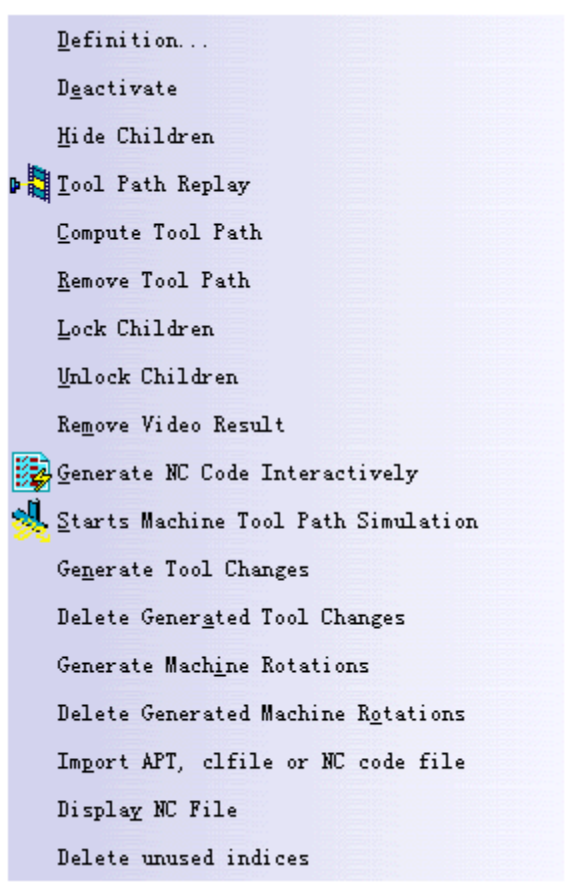 Definition...
Deactivate
Hide Children
Tool Path Replay
Compute Tool Path
Remove Tool Path
Lock Children
Unlock Children
Remove Video Result
Generate NC Code Interactively
Starts Machine Tool Path Simulation
Generate Tool Changes
Delete Generated Tool Changes
Generate Machine Rotations
Delete Generated Machine Rotations
Import APT, clfile or NC code file
Display NC File
Delete unused indices